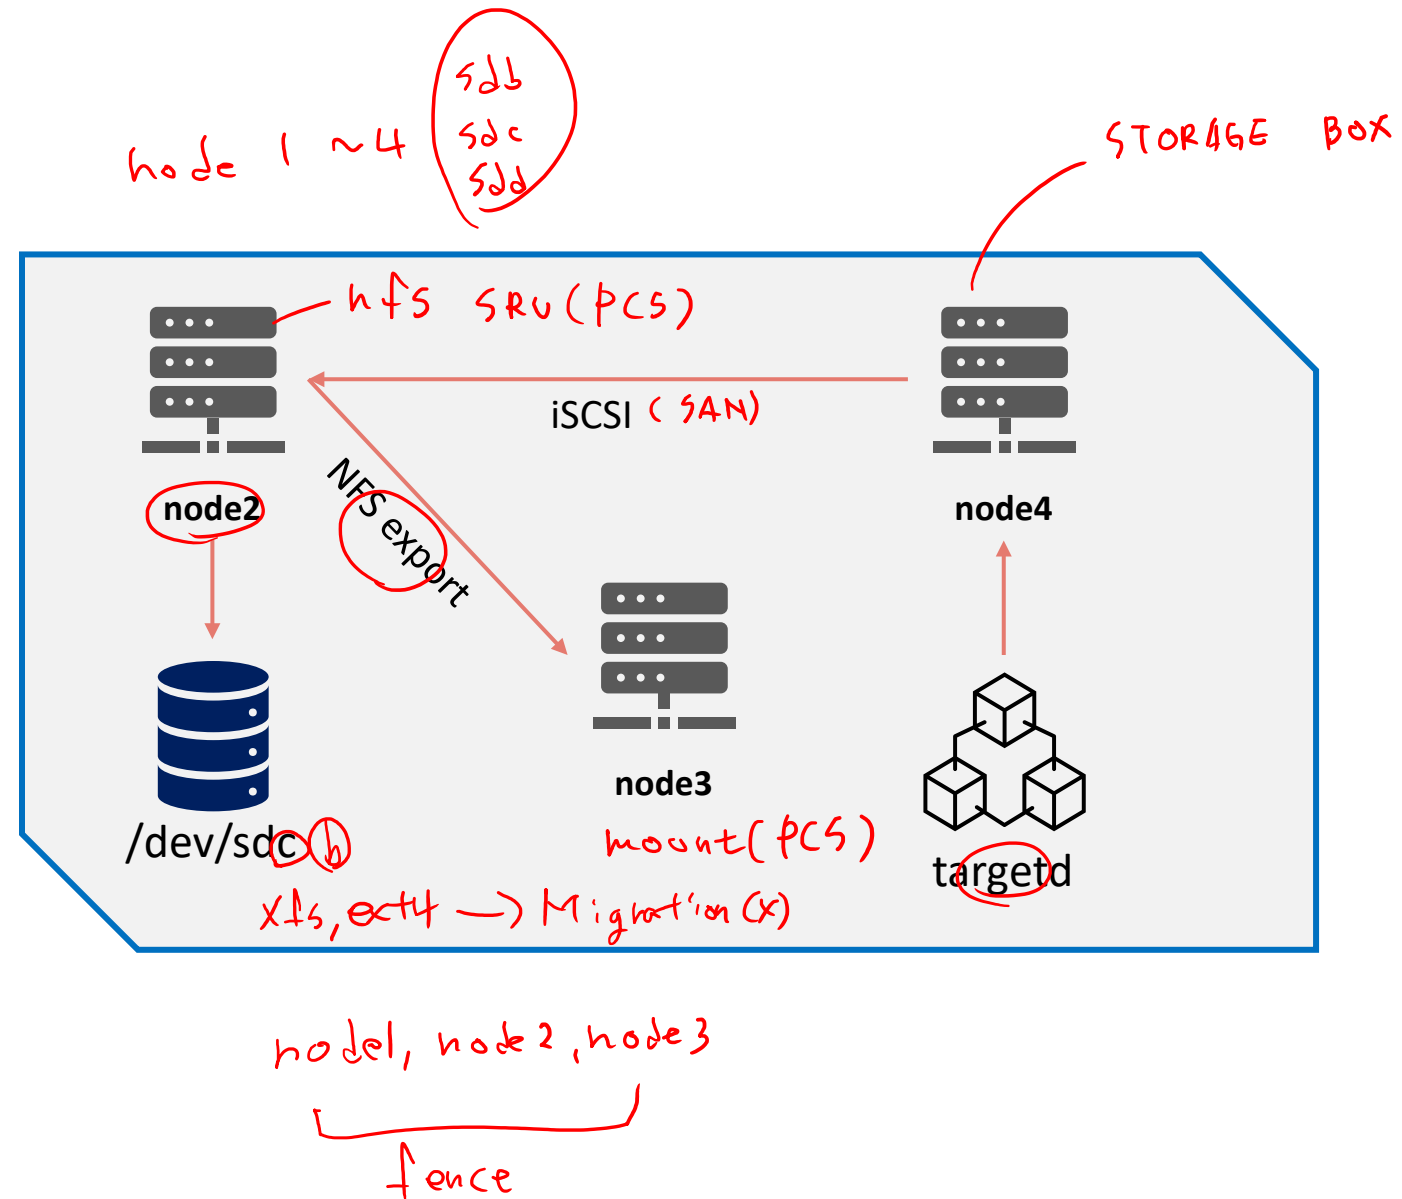 node 1 ~ 4
sdb
sdc
sdd
STORAGE BOX
nfs SRV (PCS)
iSCSI (SAN)
node2
NFS export
node4
node3
mount(PCS)
/dev/sdc b
targetd
xfs, ext4 → Migration (x)
node1, node2, node3
fence